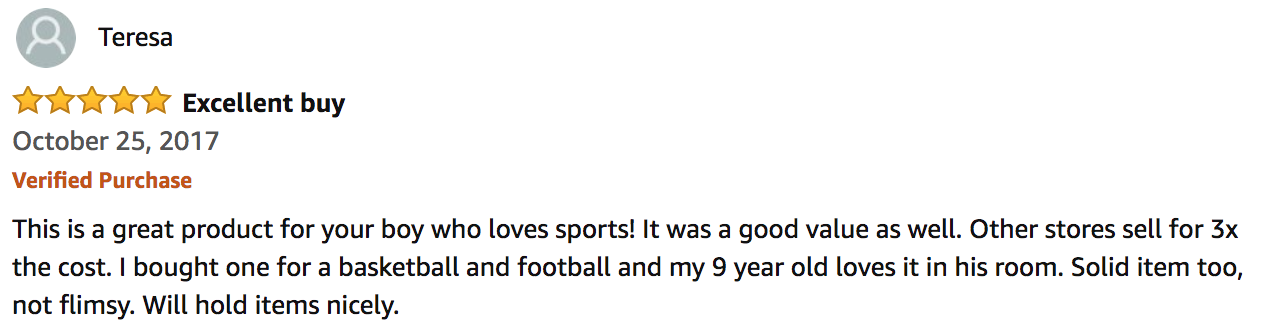 Teresa
Excellent buy
October 25, 2017
Verified Purchase
This is a great product for your boy who loves sports! It was a good value as well. Other stores sell for 3x
the cost. I bought one for a basketball and football and my 9 year old loves it in his room. Solid item too,
not flimsy. Will hold items nicely.